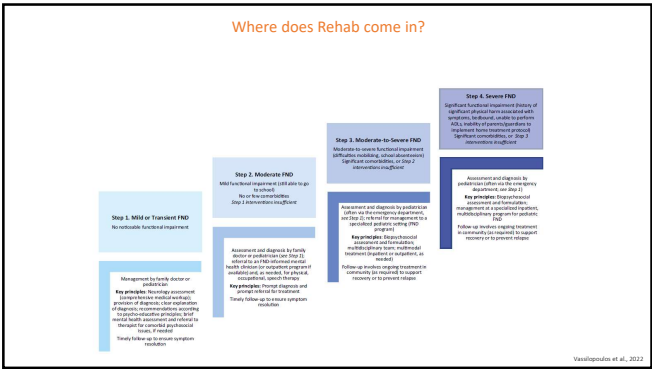 Where does Rehab come in?
Step 1. Mild or Transient FND
No noticeable functional impairment
Management by family doctor or
pediatrician
Key principles: Neurology assessment
(comprehensive medical workup);
provision of diagnosis; clear explanation
of diagnosis; recommendations according
to psycho-educative principles; brief
mental health assessment and referral to
therapist for comorbid psychosocial
issues, if needed
Timely follow up to ensure symptom
resolution
Step 2. Moderate FND
Mild functional impairment (still able to go
to school)
No or few comorbidities
Step 1 interventions insufficient
Assessment and diagnosis by family
doctor or pediatrician (see Step 1);
referral to an FND-informed mental
health clinician (or outpatient program if
available) and, as needed, for physical,
occupational, speech therapy
Key principles: Prompt diagnosis and
prompt referral for treatment
Timely follow-up to ensure symptom
resolution
Step 3. Moderate-to-Severe FND
Moderate-to-severe functional impairment
(difficulties mobilizing, school absenteeism)
Significant comorbidities, or Step 2
interventions insufficient
Assessment and diagnosis by pediatrician
(often via the emergency department,
see Step 2); referral for management to a
specialized pediatric setting (FND
program)
Key principles: Biopsychosocial
assessment and formulation;
multidisciplinary team; multimodal
treatment (inpatient or outpatient, as
needed)
Follow-up involves ongoing treatment in
community (as required) to support
recovery or to prevent relapse
Step 4. Severe FND
Significant functional impairment (history of
significant physical harm associated with
symptoms, bedbound, unable to perform
ADLs, inability of parents/guardians to
implement home treatment protocol)
Significant comorbidities, or Step 3
interventions insufficient
Assessment and diagnosis by
pediatrician (often via the emergency
department; see Step 1)
Key principles: Biopsychosocial
assessment and formulation;
management at a specialized inpatient,
multidisciplinary program for pediatric
FND
Follow-up involves ongoing treatment
in community (as required) to support
recovery or to prevent relapse
Vassilopoulos et al., 2022